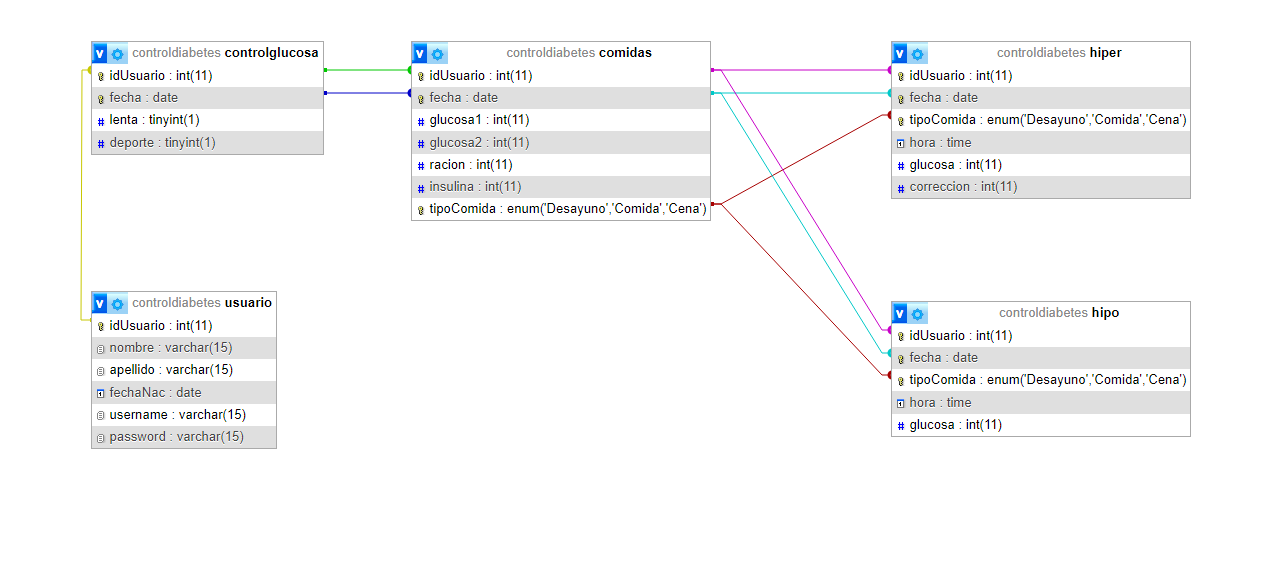 controldiabetes controlglucosa
idUsuario : int(11)
fecha : date
lenta : tinyint(1)
deporte : tinyint(1)
controldiabetes comidas
idUsuario : int(11)
fecha : date
glucosa1 : int(11)
glucosa2 : int(11)
racion : int(11)
insulina : int(11)
tipoComida : enum('Desayuno','Comida','Cena')
controldiabetes hiper
idUsuario : int(11)
fecha : date
tipoComida : enum('Desayuno','Comida','Cena')
hora : time
glucosa : int(11)
correccion : int(11)
controldiabetes usuario
idUsuario : int(11)
nombre : varchar(15)
apellido : varchar(15)
fechaNac : date
username : varchar(15)
password : varchar(15)
controldiabetes hipo
idUsuario : int(11)
fecha : date
tipoComida : enum('Desayuno','Comida','Cena')
hora : time
glucosa : int(11)